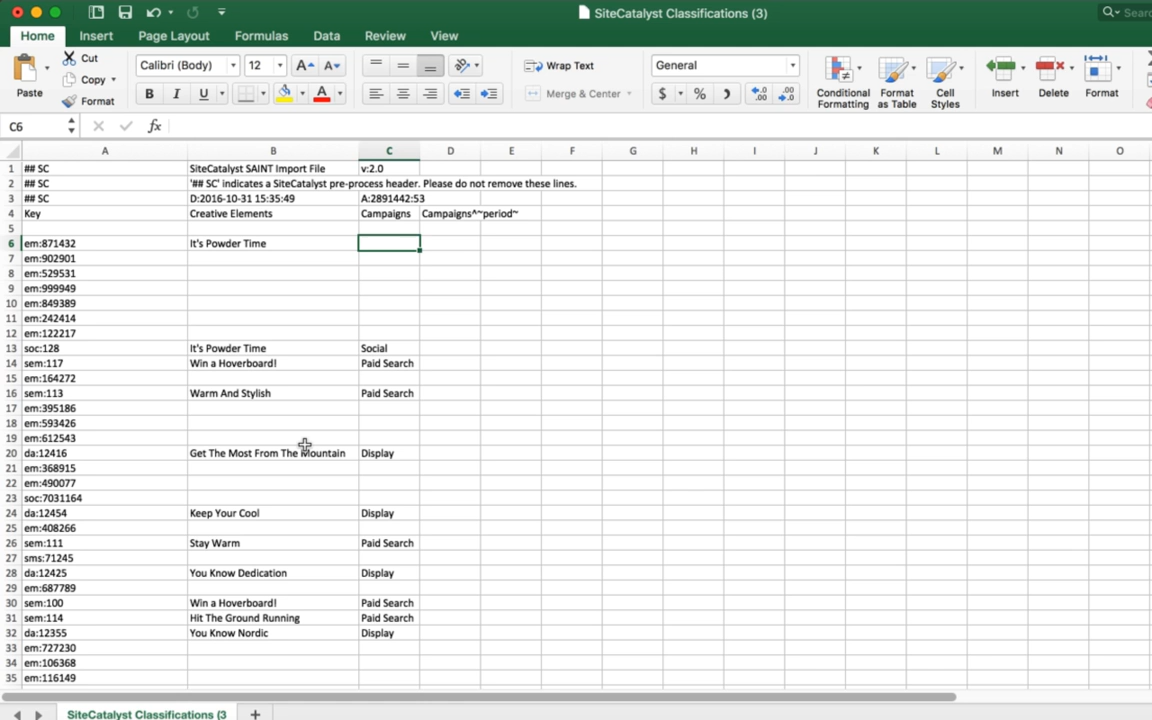 SiteCatalyst Classifications (3)
Home Insert Page Layout Formulas Data Review View
Paste Cut Copy Format
Calibri (Body) 12 A A
B I U A
Wrap Text
Merge & Center
General
$ %
Conditional Formatting
Format as Table
Cell Styles
Insert Delete Format
C6 fx
A B C D E F G H I J K L M N O
1 ## SC SiteCatalyst SAINT Import File v:2.0
2 ## SC '## SC' indicates a SiteCatalyst pre-process header. Please do not remove these lines.
3 ## SC D:2016-10-31 15:35:49 A:2891442:53
4 Key Creative Elements Campaigns Campaigns^~period~
5
6 em:871432 It's Powder Time
7 em:902901
8 em:529531
9 em:999949
10 em:849389
11 em:242414
12 em:122217
13 soc:128 It's Powder Time Social
14 sem:117 Win a Hoverboard! Paid Search
15 em:164272
16 sem:113 Warm And Stylish Paid Search
17 em:395186
18 em:593426
19 em:612543
20 da:12416 Get The Most From The Mountain Display
21 em:368915
22 em:490077
23 soc:7031164
24 da:12454 Keep Your Cool Display
25 em:408266
26 sem:111 Stay Warm Paid Search
27 sms:71245
28 da:12425 You Know Dedication Display
29 em:687789
30 sem:100 Win a Hoverboard! Paid Search
31 sem:114 Hit The Ground Running Paid Search
32 da:12355 You Know Nordic Display
33 em:727230
34 em:106368
35 em:116149
SiteCatalyst Classifications (3 +